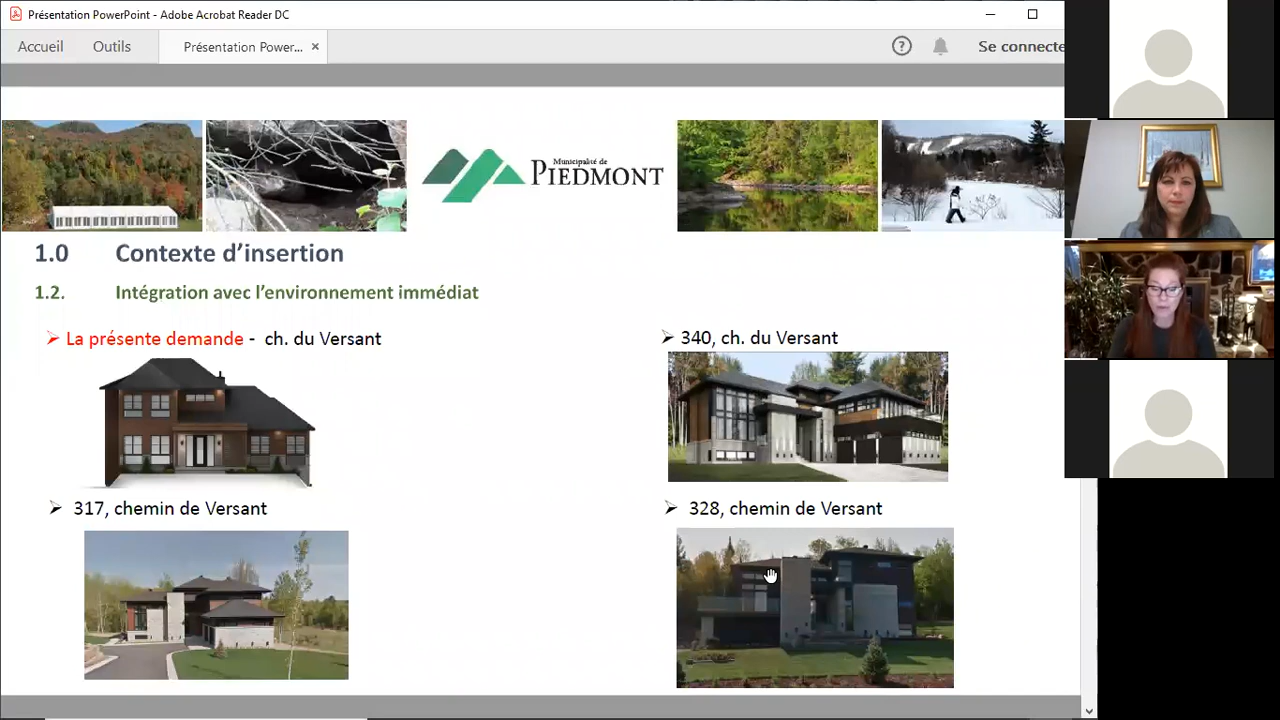 Présentation PowerPoint - Adobe Acrobat Reader DC
Accueil Outils Présentation Power... × ? Se connecte
Municipalité de
PIEDMONT
1.0 Contexte d’insertion
1.2. Intégration avec l’environnement immédiat
➢ La présente demande - ch. du Versant
➢ 340, ch. du Versant
➢ 317, chemin de Versant
➢ 328, chemin de Versant